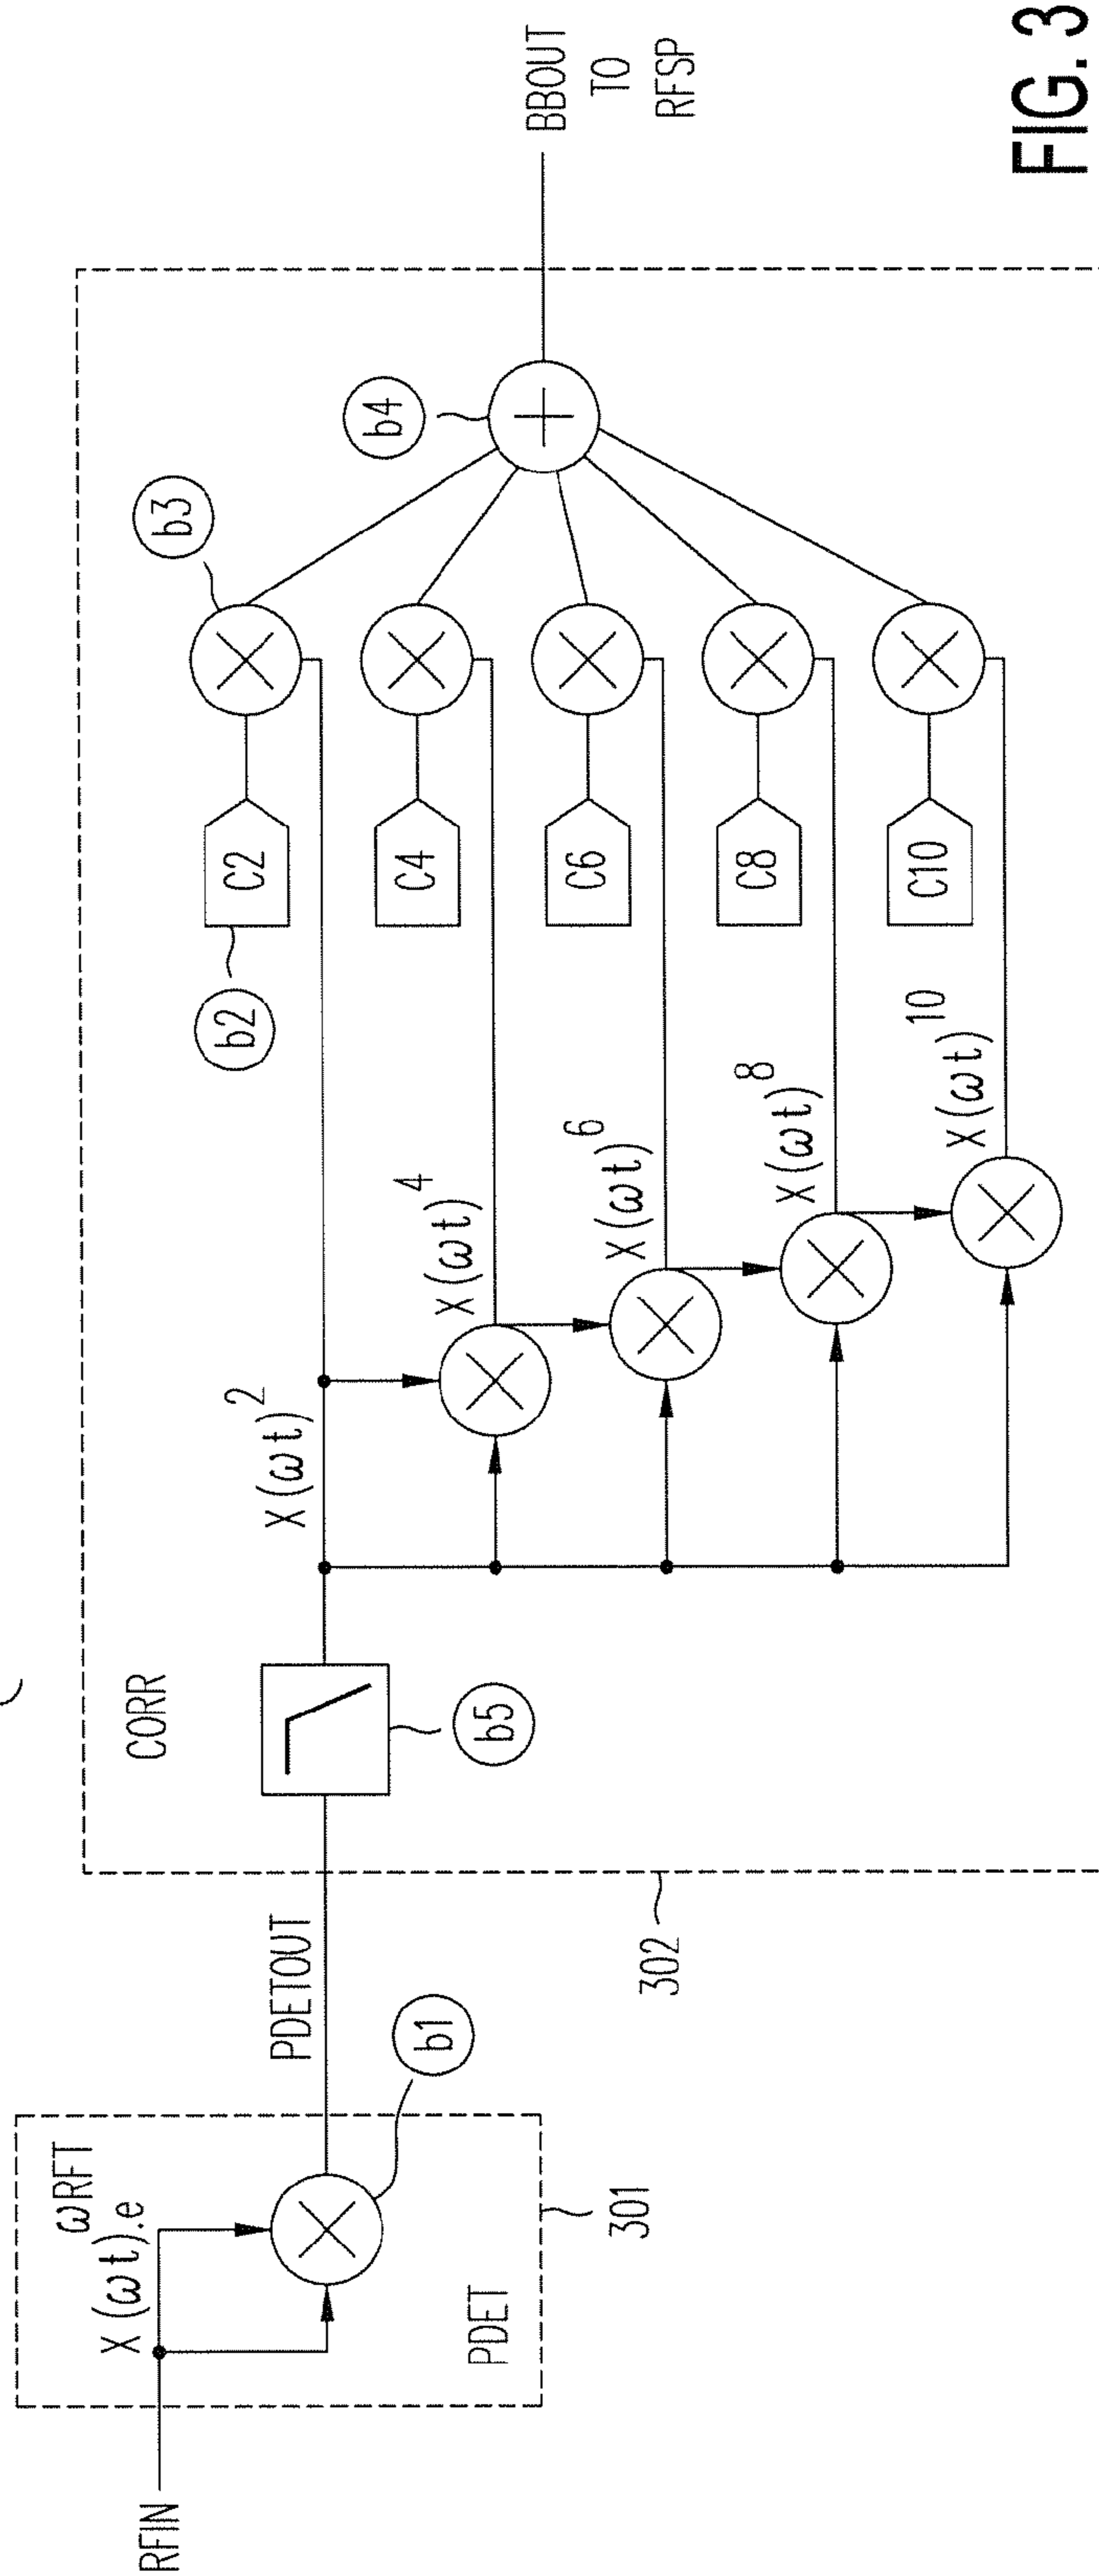 RFIN
X(ωt).e ωRFT
PDET
301
b1
PDETOUT
302
CORR
b5
X(ωt)2
X(ωt)4
X(ωt)6
X(ωt)8
X(ωt)10
b2
C2
C4
C6
C8
C10
b3
b4
BBOUT
TO
RFSP
FIG. 3